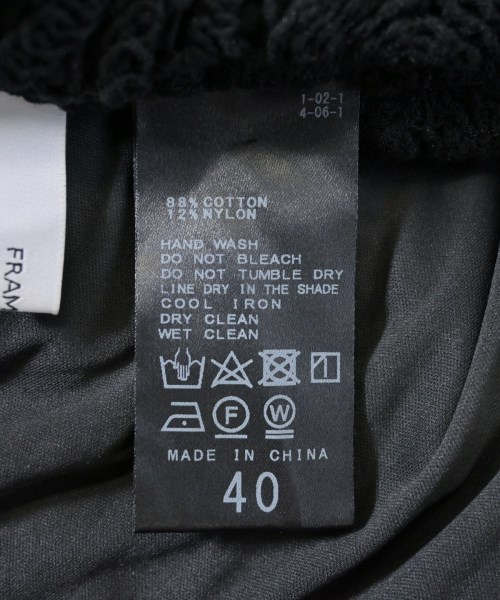 1-02-1
4-06-1
88% COTTON
12% NYLON
HAND WASH
DO NOT BLEACH
DO NOT TUMBLE DRY
LINE DRY IN THE SHADE
COOL IRON
DRY CLEAN
WET CLEAN
F
W
MADE IN CHINA
40
FRAM